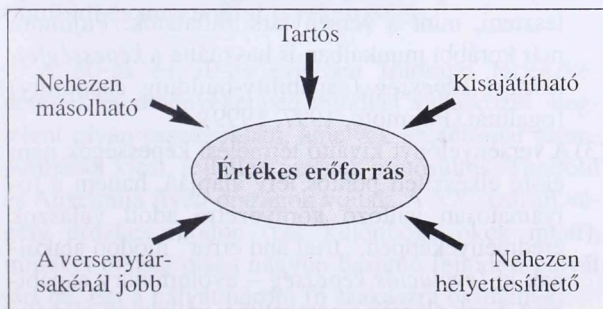 Tartós
Nehezen
másolható
Kisajátítható
Értékes erőforrás
A versenytár-
sakénál jobb
Nehezen
helyettesíthető